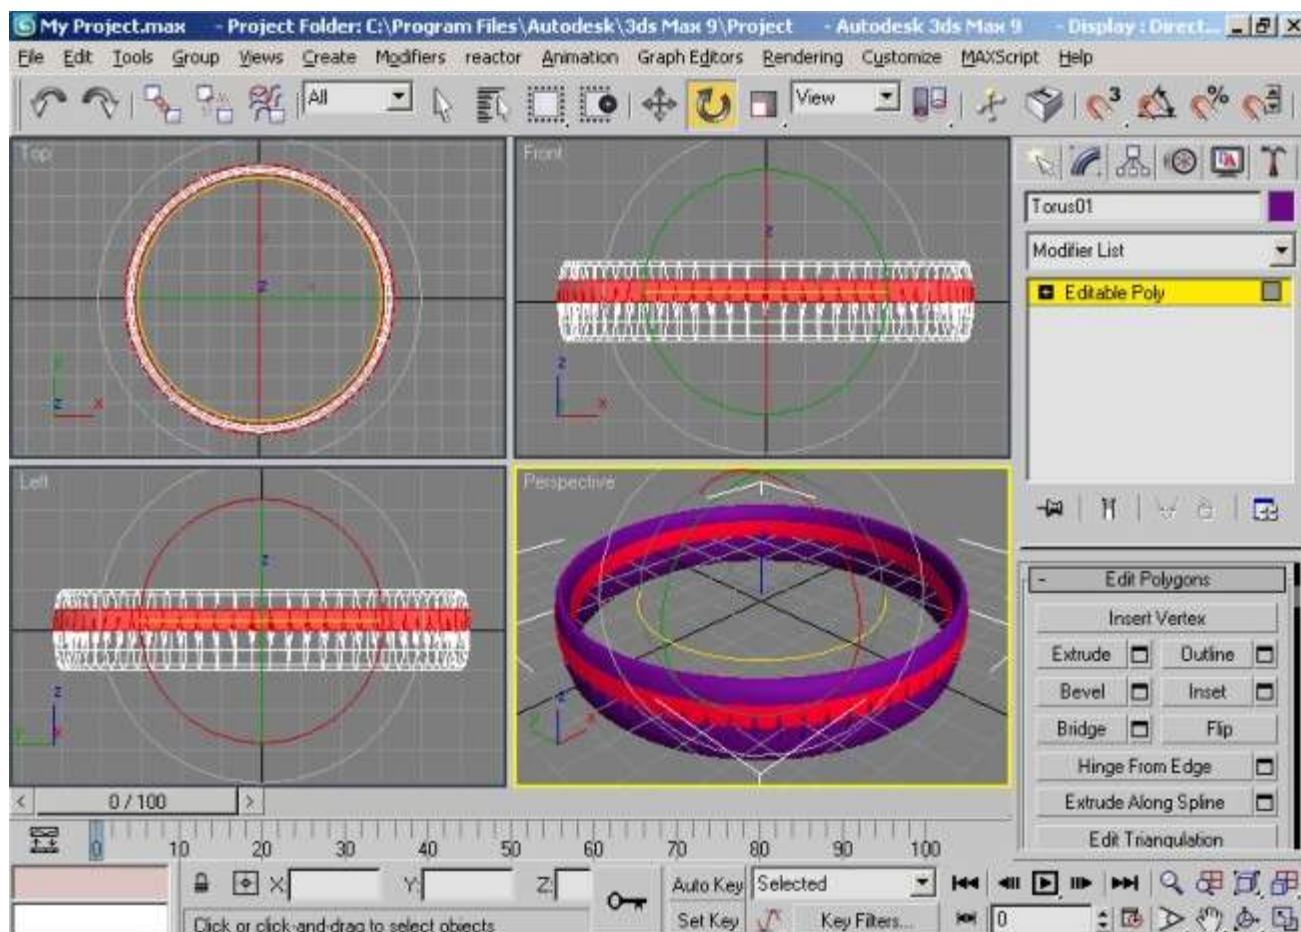 My Project.max - Project Folder: C:\Program Files\Autodesk\3ds Max 9\Project - Autodesk 3ds Max 9 - Display : Direct...
File Edit Tools Group Views Create Modifiers reactor Animation Graph Editors Rendering Customize MAXScript Help
All View 3 %
Top Front
Torus01
Modifier List
Editable Poly
z
z
z x
y
z x
Left Perspective
z
Edit Polygons
Insert Vertex
Extrude Outline
Bevel Inset
Bridge Flip
Hinge From Edge
Extrude Along Spline
Edit Triangulation
z
y
z
x
< 0 / 100 >
0 10 20 30 40 50 60 70 80 90 100
X: Y: Z: Auto Key Selected
Click or click-and-drag to select objects Set Key Key Filters... 0